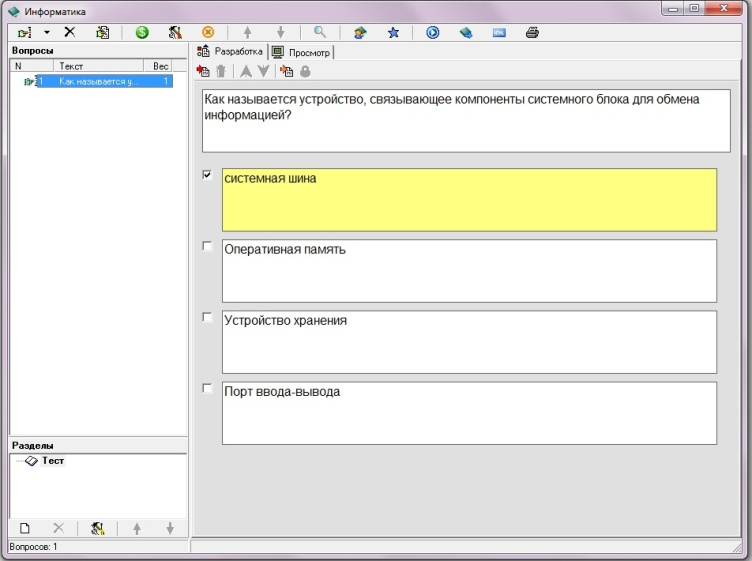 Информатика
Вопросы
N Текст Вес
1 Как называется у... 1
Разделы
Тест
Вопросов: 1
Разработка Просмотр
Как называется устройство, связывающее компоненты системного блока для обмена
информацией?
системная шина
Оперативная память
Устройство хранения
Порт ввода-вывода